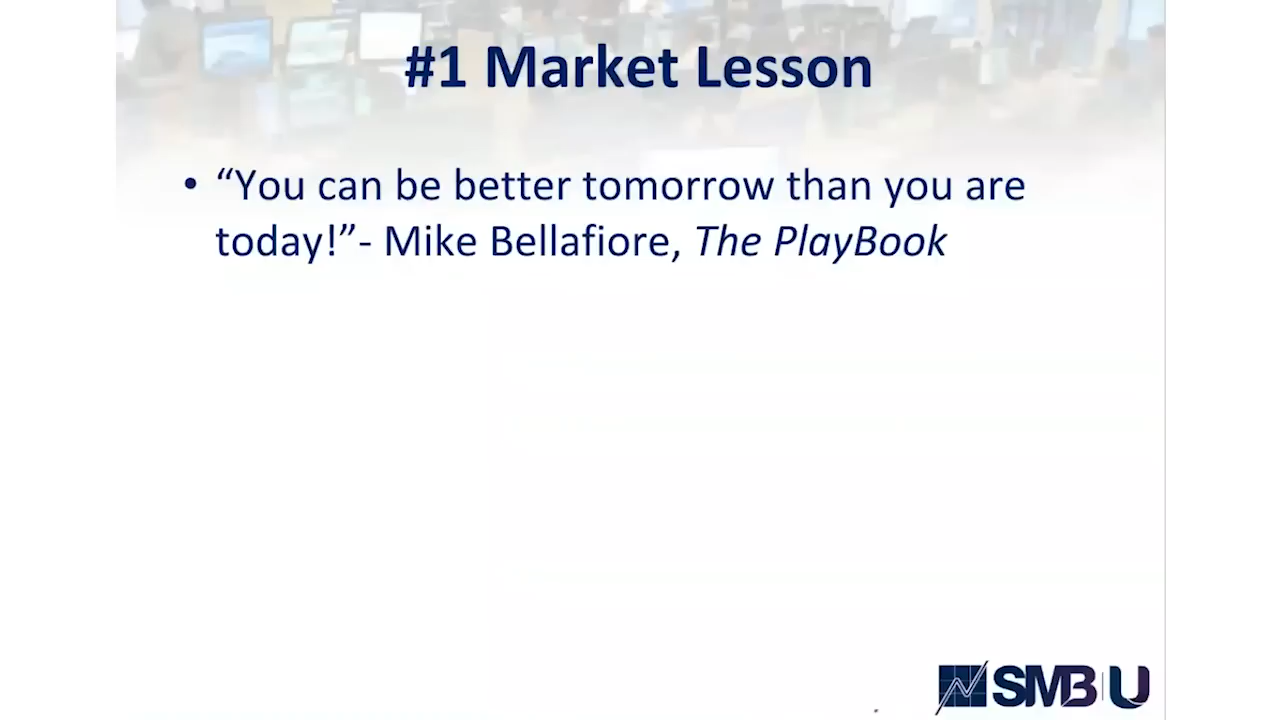 #1 Market Lesson
• “You can be better tomorrow than you are
today!”- Mike Bellafiore, The PlayBook
SMB U